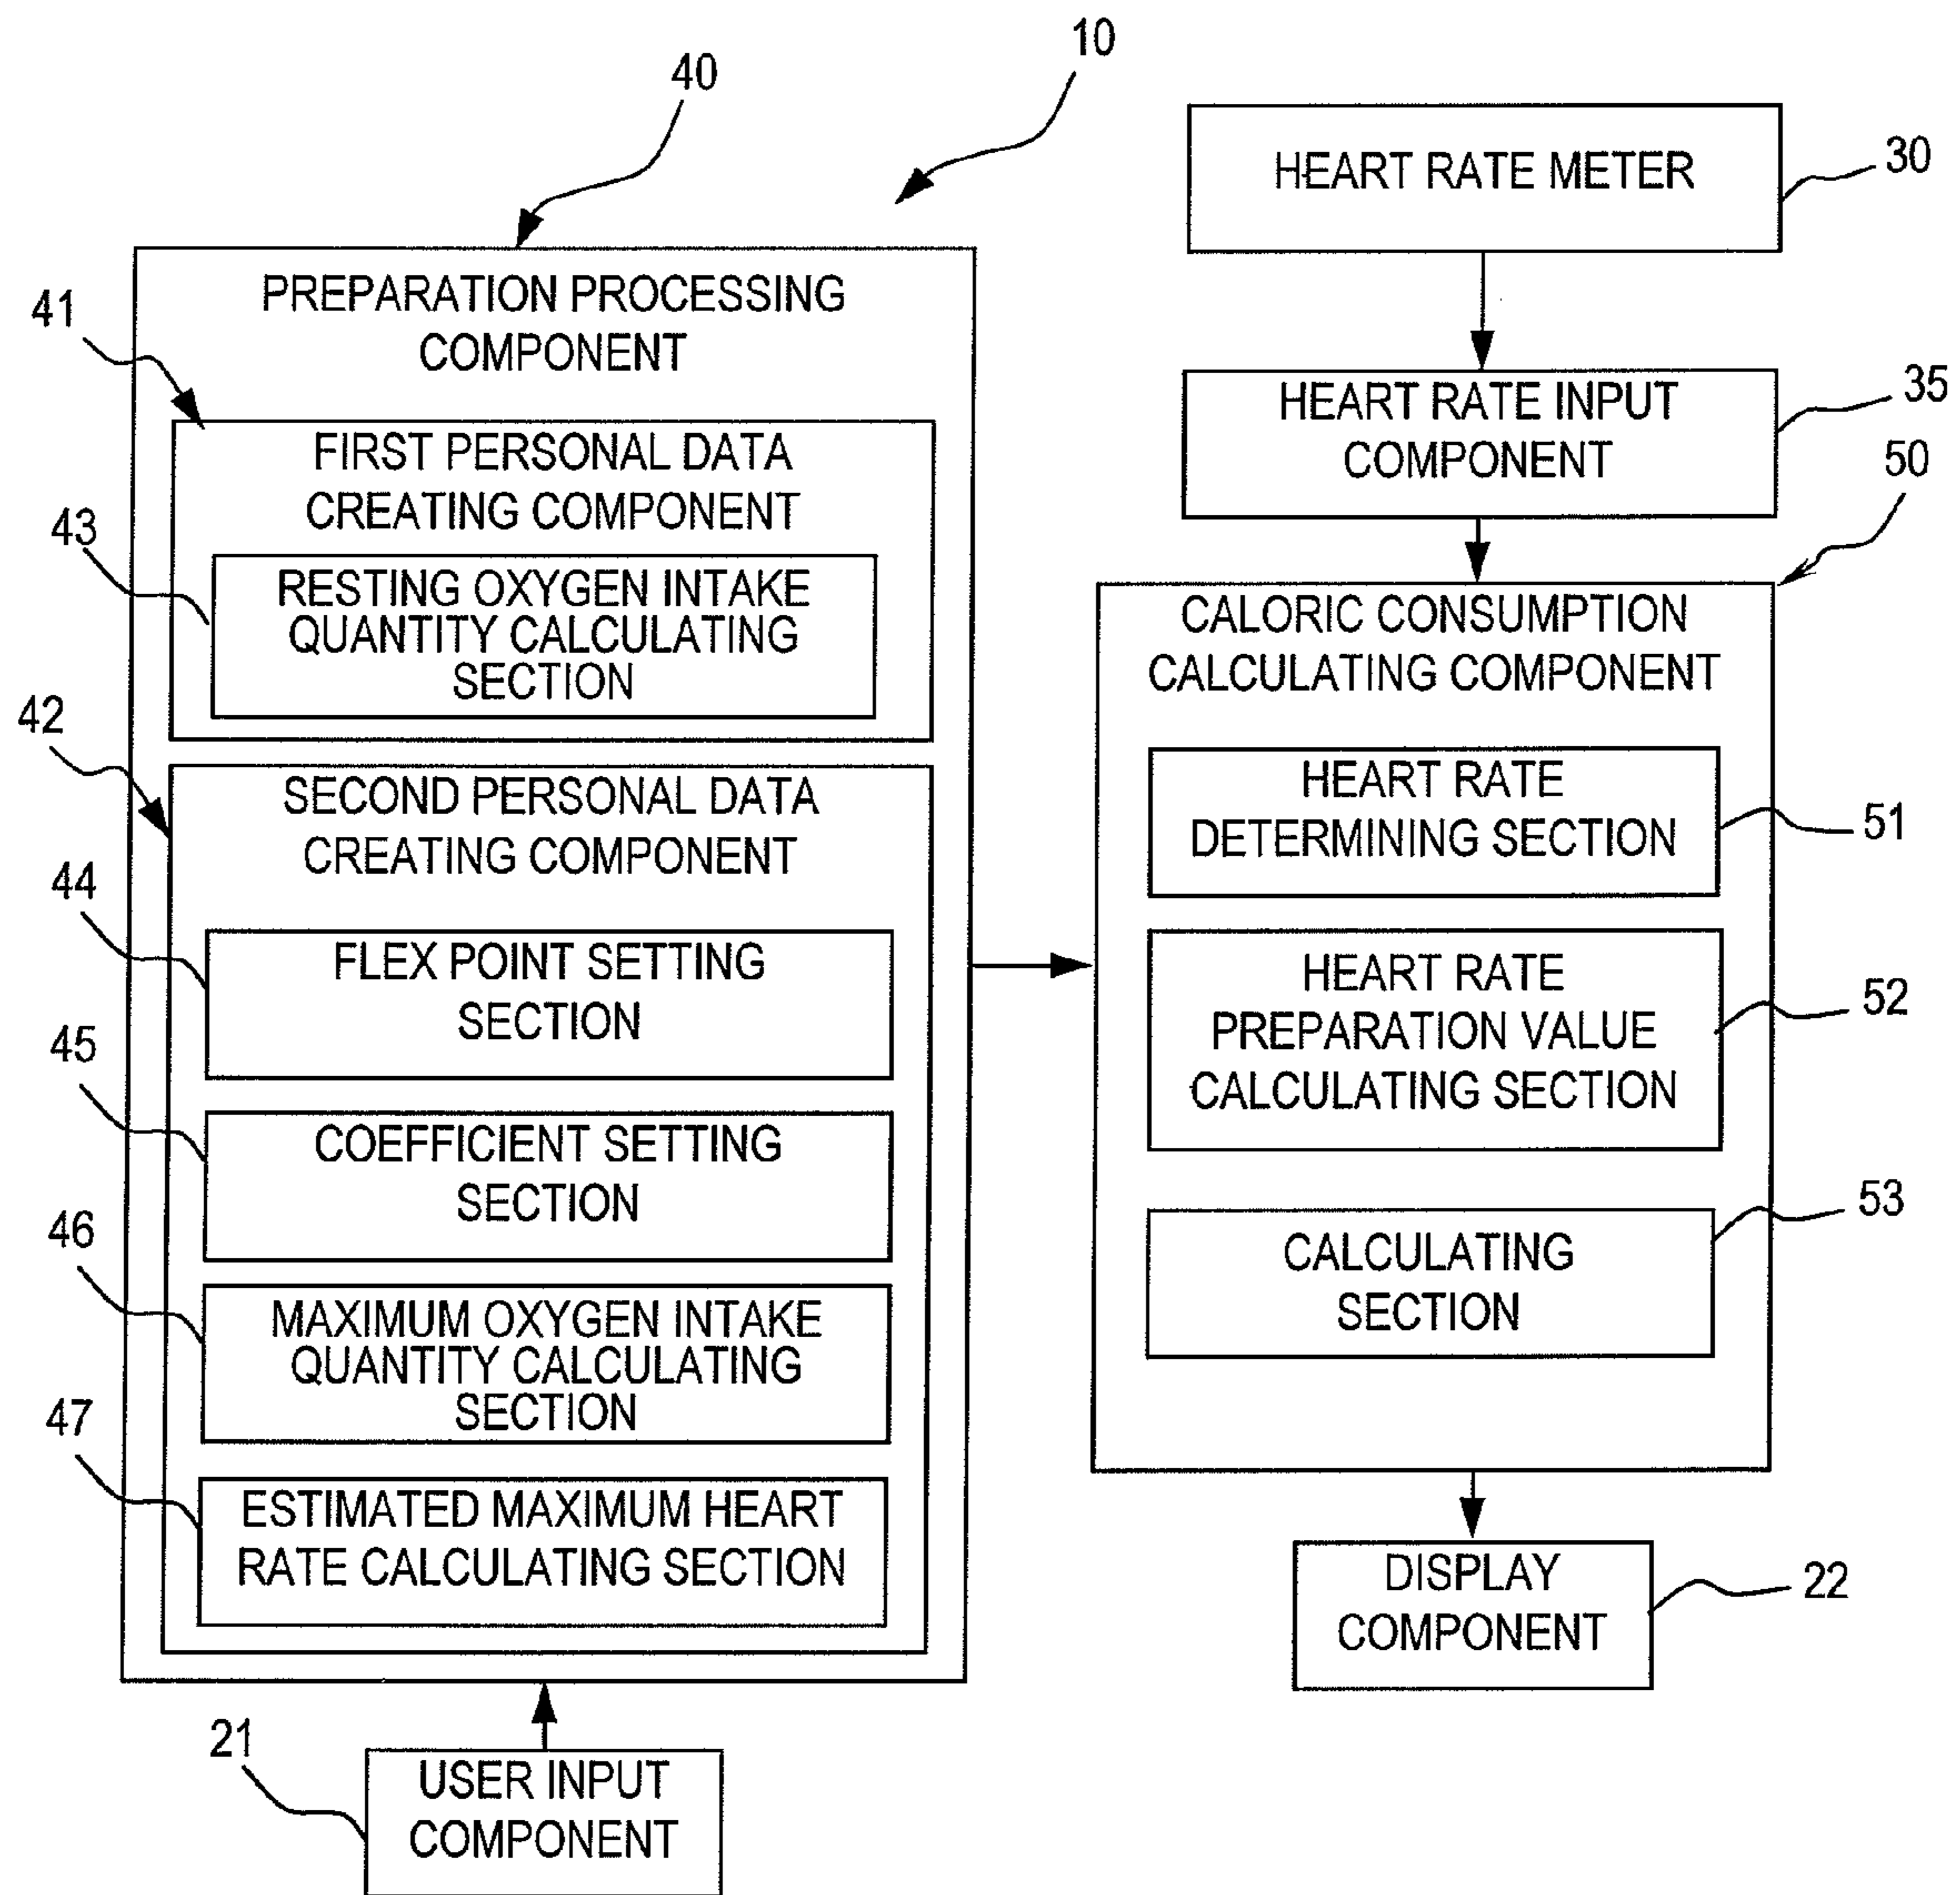 10
40
PREPARATION PROCESSING
COMPONENT
41
FIRST PERSONAL DATA
CREATING COMPONENT
43
RESTING OXYGEN INTAKE
QUANTITY CALCULATING
SECTION
42
SECOND PERSONAL DATA
CREATING COMPONENT
44
FLEX POINT SETTING
SECTION
45
COEFFICIENT SETTING
SECTION
46
MAXIMUM OXYGEN INTAKE
QUANTITY CALCULATING
SECTION
47
ESTIMATED MAXIMUM HEART
RATE CALCULATING SECTION
21
USER INPUT
COMPONENT
HEART RATE METER
30
HEART RATE INPUT
COMPONENT
35
50
CALORIC CONSUMPTION
CALCULATING COMPONENT
HEART RATE
DETERMINING SECTION
51
HEART RATE
PREPARATION VALUE
CALCULATING SECTION
52
CALCULATING
SECTION
53
DISPLAY
COMPONENT
22